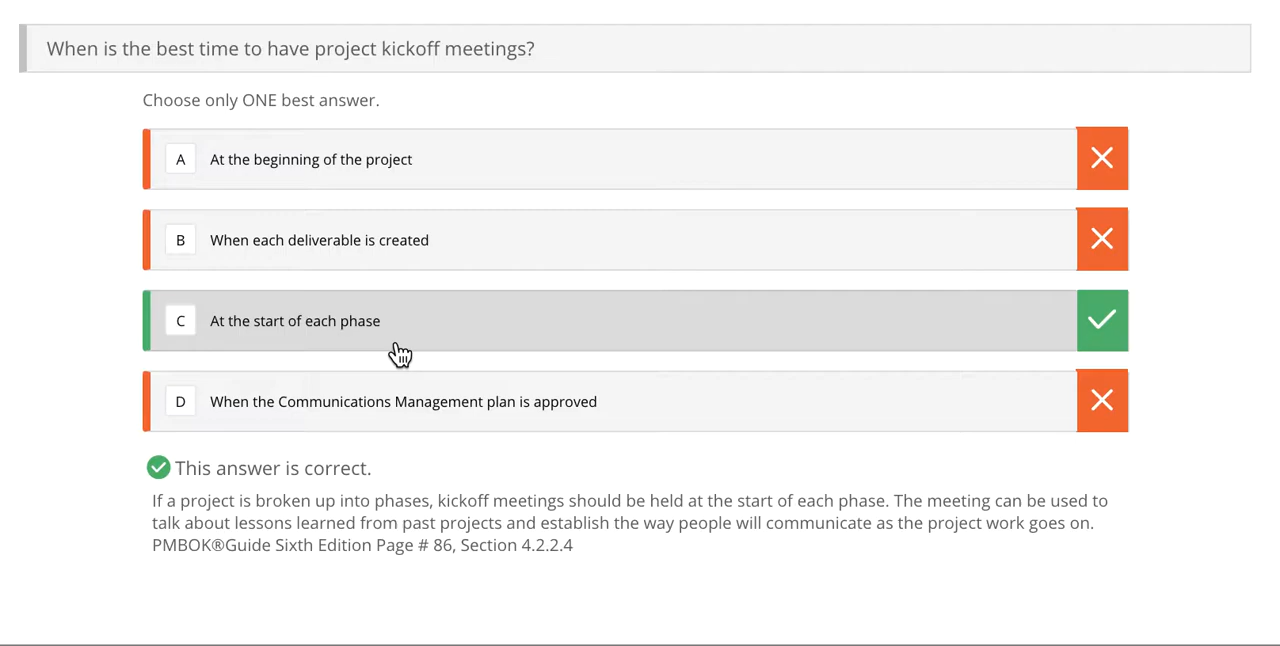 When is the best time to have project kickoff meetings?
Choose only ONE best answer.
A At the beginning of the project
B When each deliverable is created
C At the start of each phase
D When the Communications Management plan is approved
This answer is correct.
If a project is broken up into phases, kickoff meetings should be held at the start of each phase. The meeting can be used to
talk about lessons learned from past projects and establish the way people will communicate as the project work goes on.
PMBOK®Guide Sixth Edition Page # 86, Section 4.2.2.4